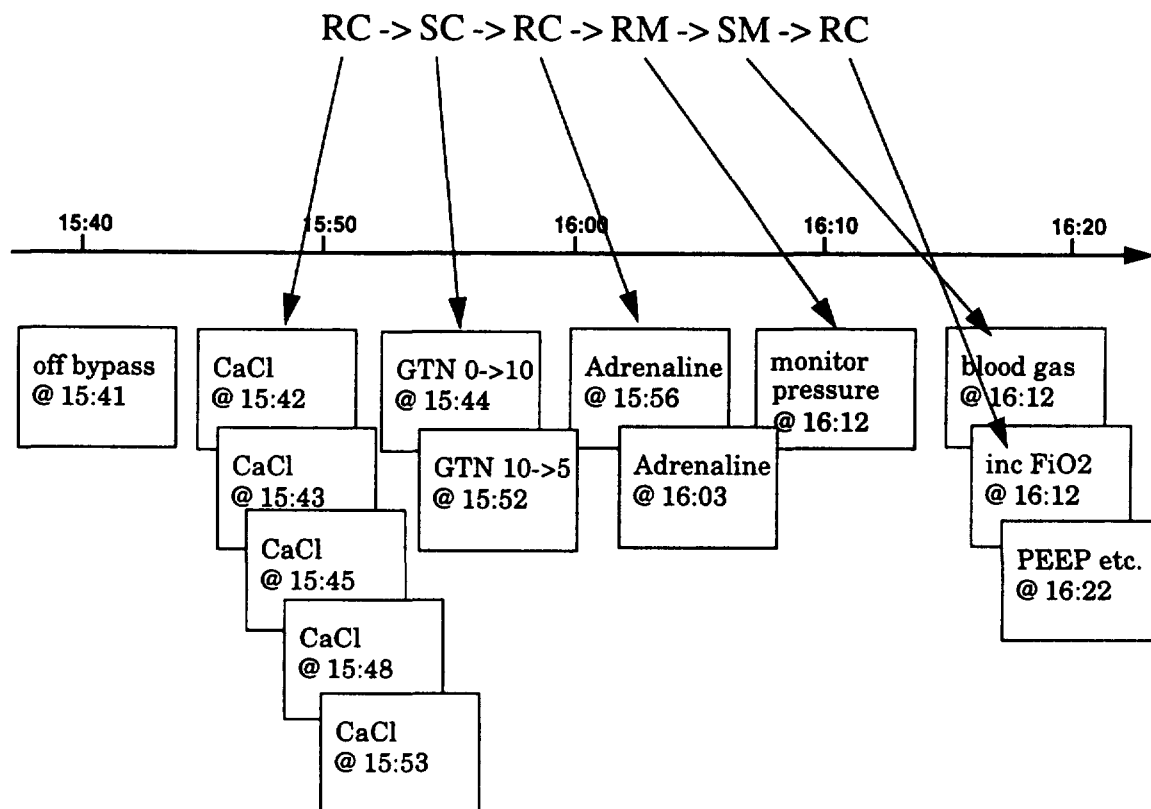 RC -> SC -> RC -> RM -> SM -> RC
15:40 15:50 16:00 16:10 16:20
off bypass
@ 15:41
CaCl
@ 15:42
CaCl
@ 15:43
CaCl
@ 15:45
CaCl
@ 15:48
CaCl
@ 15:53
GTN 0->10
@ 15:44
GTN 10->5
@ 15:52
Adrenaline
@ 15:56
Adrenaline
@ 16:03
monitor
pressure
@ 16:12
blood gas
@ 16:12
inc FiO2
@ 16:12
PEEP etc.
@ 16:22